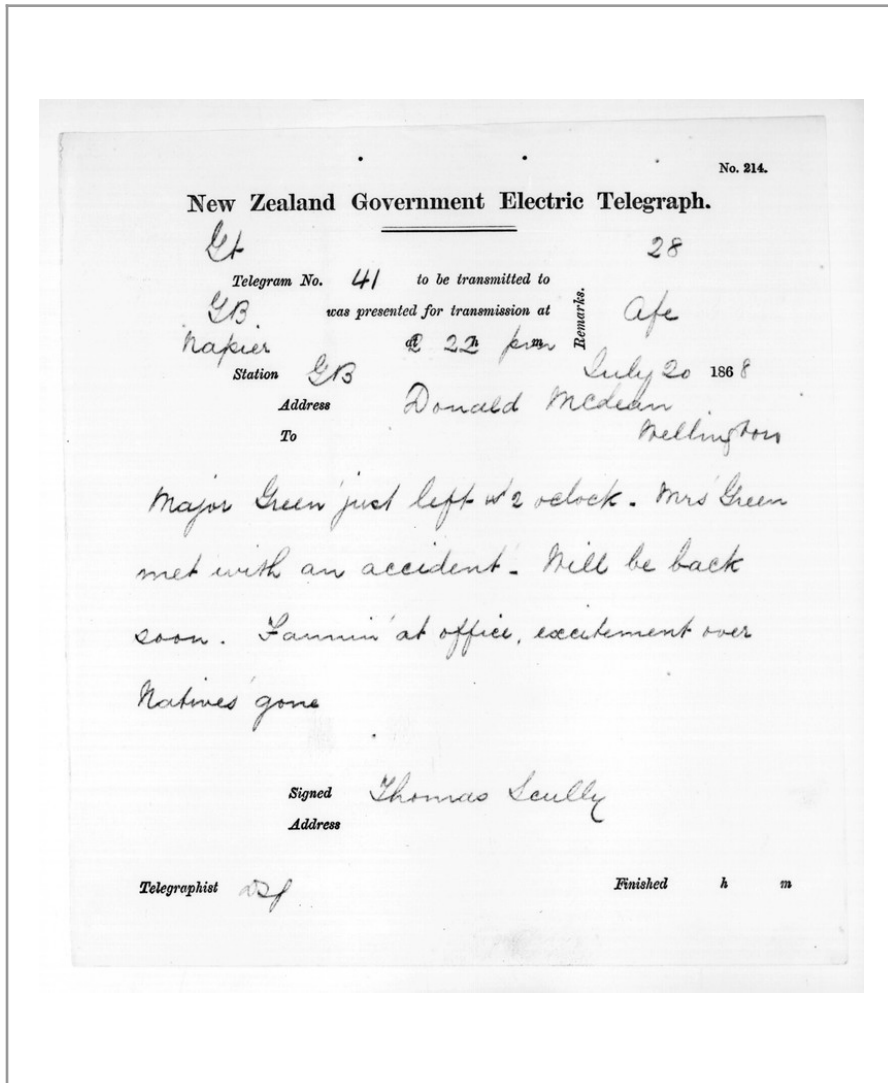 No. 214.
New Zealand Government Electric Telegraph.
Gt 28
Telegram No. 41 to be transmitted to
GB was presented for transmission at Remarks.
Napier 2 22 pm
Station GB July 20 1868
Address Donald McLean
To Wellington
Major Green just left 2 oclock. Mrs Green
met with an accident. Will be back
soon. Fannin at office, excitement over
Natives gone
Signed Thomas Scully
Address
Telegraphist Finished h m